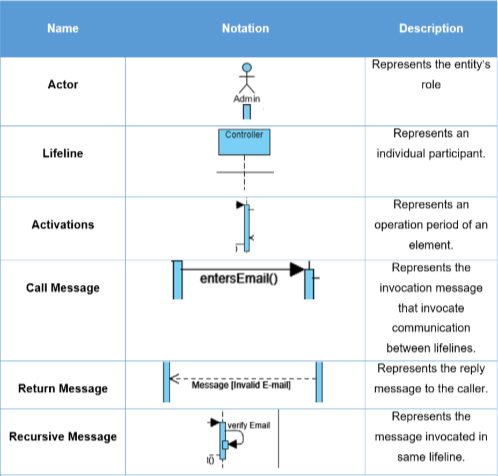 Name Notation Description
Actor
Admin
Represents the entity's
role
Lifeline
Controller
Represents an
individual participant.
Activations
Represents an
operation period of an
element.
Call Message
entersEmail()
Represents the
invocation message
that invocate
communication
between lifelines.
Return Message
Message [Invalid E-mail]
Represents the reply
message to the caller.
Recursive Message
verify Email
Represents the
message invocated in
same lifeline.